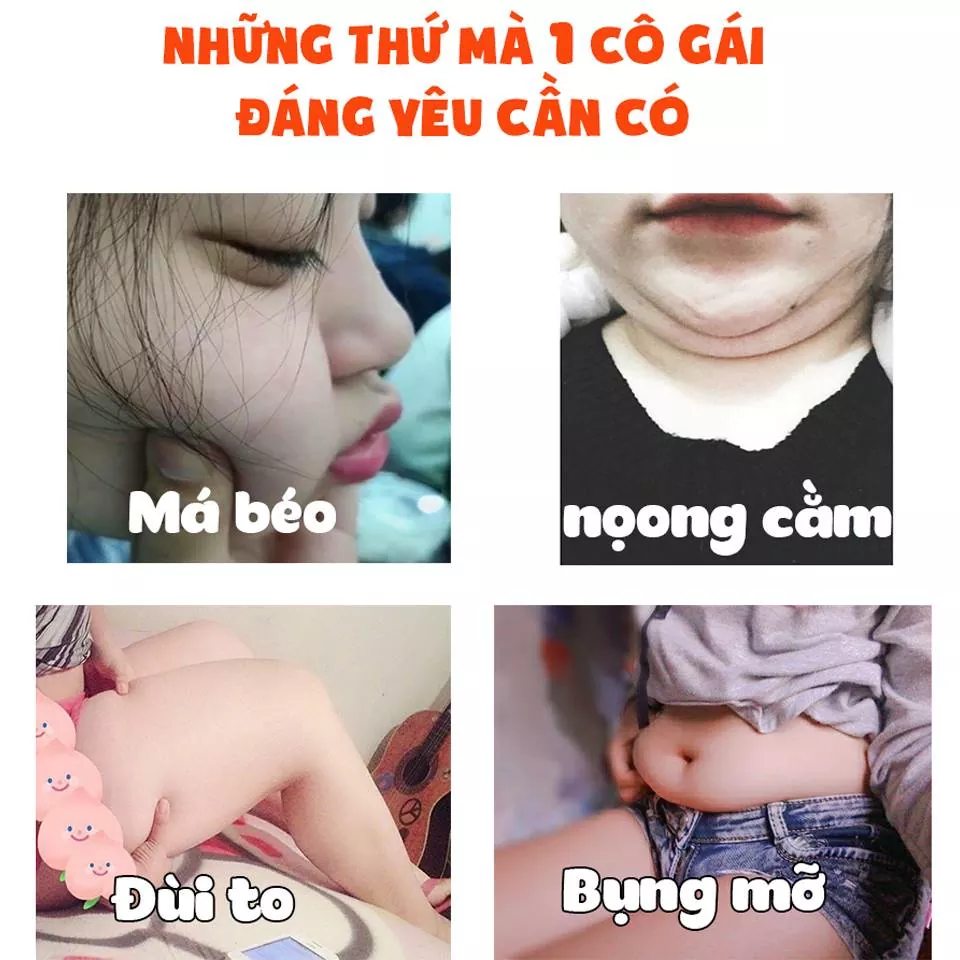 NHỮNG THỨ MÀ 1 CÔ GÁI
ĐÁNG YÊU CẦN CÓ
Má béo
nọong cằm
Đùi to
Bụng mỡ